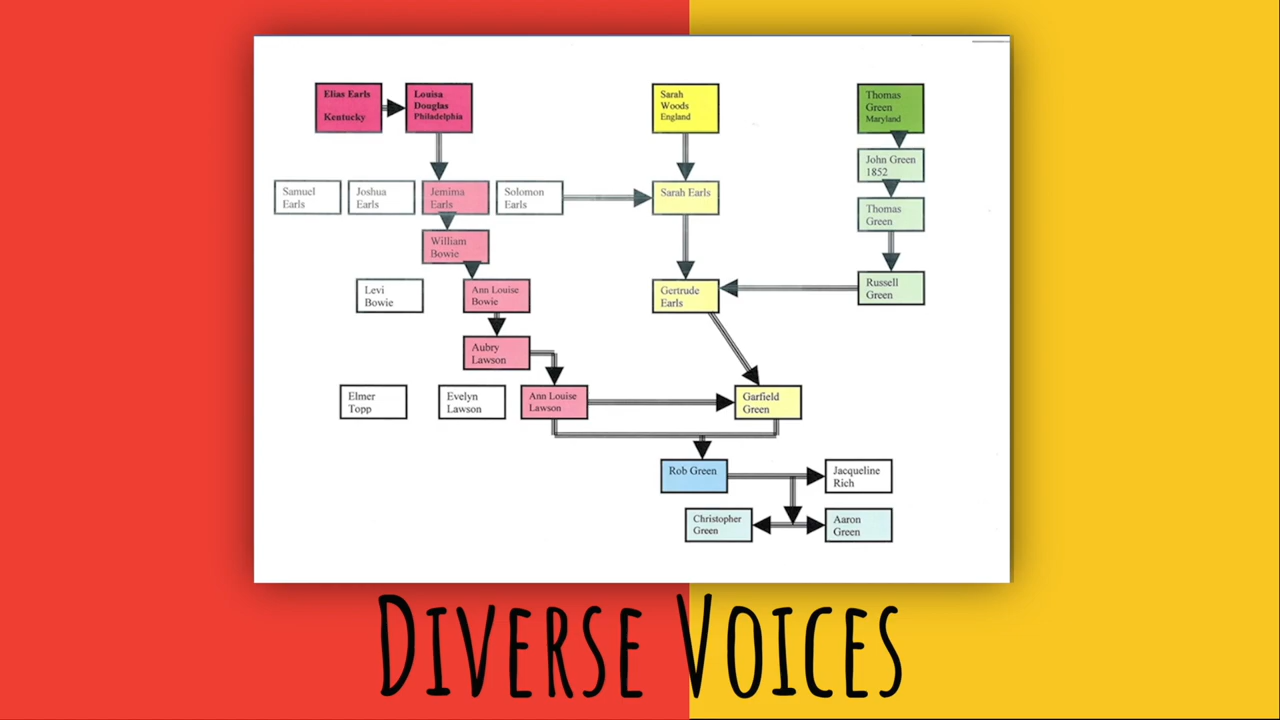 Elias Earls
Kentucky
Louisa
Douglas
Philadelphia
Sarah
Woods
England
Thomas
Green
Maryland
John Green
1852
Samuel
Earls
Joshua
Earls
Jemima
Earls
Solomon
Earls
Sarah Earls
Thomas
Green
William
Bowie
Levi
Bowie
Ann Louise
Bowie
Gertrude
Earls
Russell
Green
Aubry
Lawson
Elmer
Topp
Evelyn
Lawson
Ann Louise
Lawson
Garfield
Green
Rob Green
Jacqueline
Rich
Christopher
Green
Aaron
Green
DIVERSE VOICES